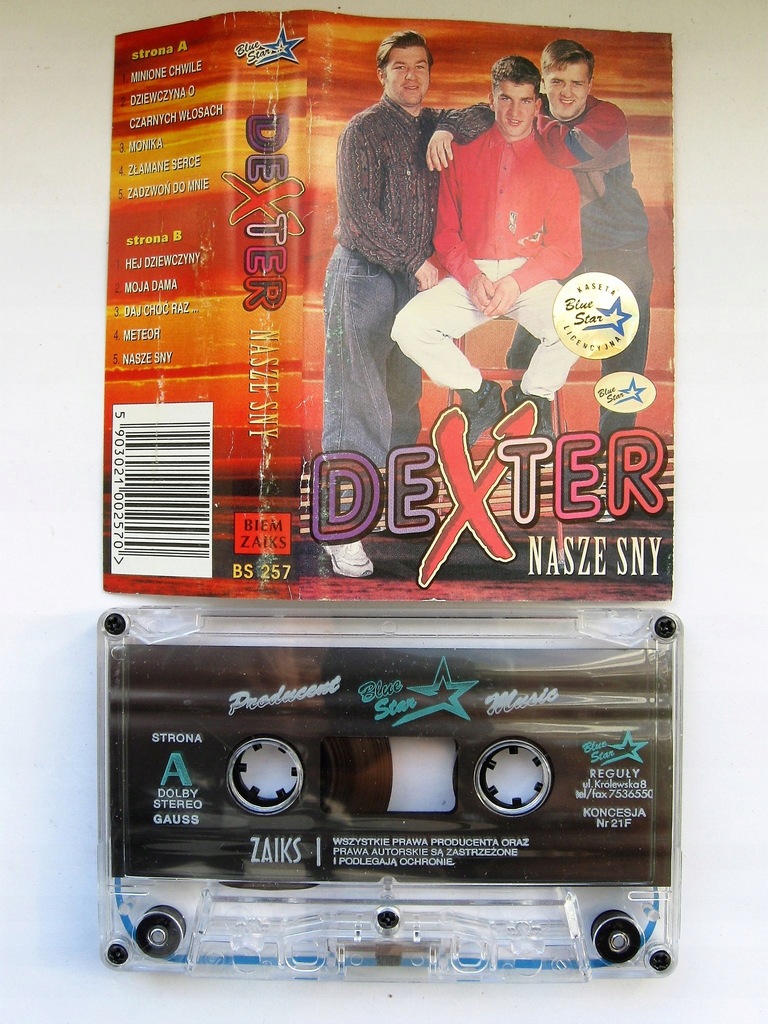 strona A
1. MINIONE CHWILE
2. DZIEWCZYNA O
CZARNYCH WŁOSACH
3. MONIKA
4. ZŁAMANE SERCE
5. ZADZWOŃ DO MNIE
strona B
1 HEJ DZIEWCZYNY
2. MOJA DAMA
3. DAJ CHOĆ RAZ ...
4. METEOR
5 NASZE SNY
5 903021 002570 >
Blue Star
DEXTER
NASZE SNY
BIEM
ZAIKS
BS 257
KASETA
Blue Star
LICENCYJNA
Blue Star
DEXTER
NASZE SNY
Producent Blue Star Music
STRONA
A
DOLBY
STEREO
GAUSS
Blue Star
REGUŁY
ul. Królewska 8
tel/fax 7536550
KONCESJA
Nr 21F
ZAIKS
WSZYSTKIE PRAWA PRODUCENTA ORAZ
PRAWA AUTORSKIE SĄ ZASTRZEŻONE
I PODLEGAJĄ OCHRONIE.